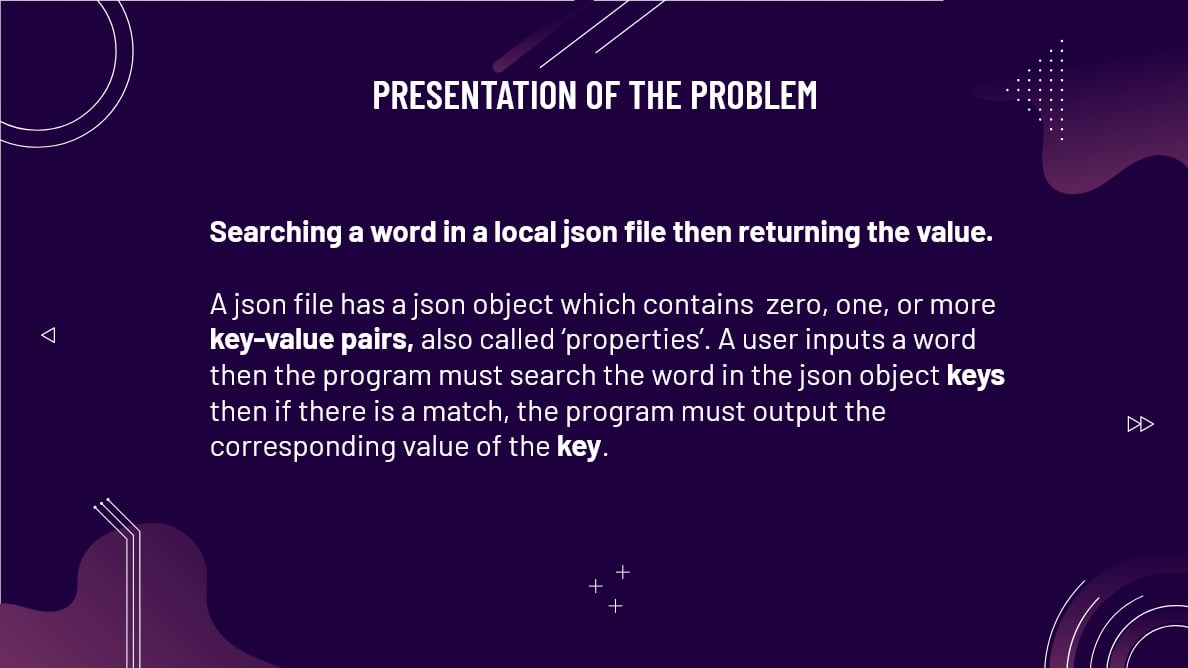 PRESENTATION OF THE PROBLEM
Searching a word in a local json file then returning the value.
A json file has a json object which contains  zero, one, or more
key-value pairs, also called ‘properties’. A user inputs a word
then the program must search the word in the json object keys
then if there is a match, the program must output the
corresponding value of the key.